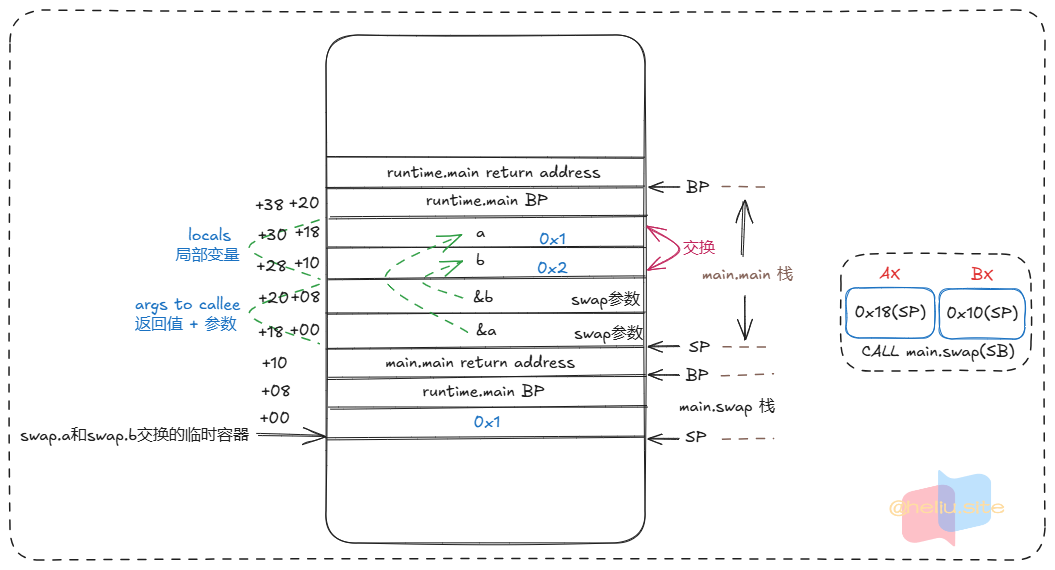 runtime.main return address
BP
+38 +20
runtime.main BP
locals
局部变量
+30 +18
a
0x1
交换
+28 +10
b
0x2
main.main 栈
AX
BX
args to callee
返回值 + 参数
+20 +08
&b
swap参数
0x18(SP)
0x10(SP)
+18 +00
&a
swap参数
SP
CALL main.swap(SB)
+10
main.main return address
BP
+08
runtime.main BP
main.swap 栈
+00
0x1
swap.a和swap.b交换的临时容器
SP
@hellu.site